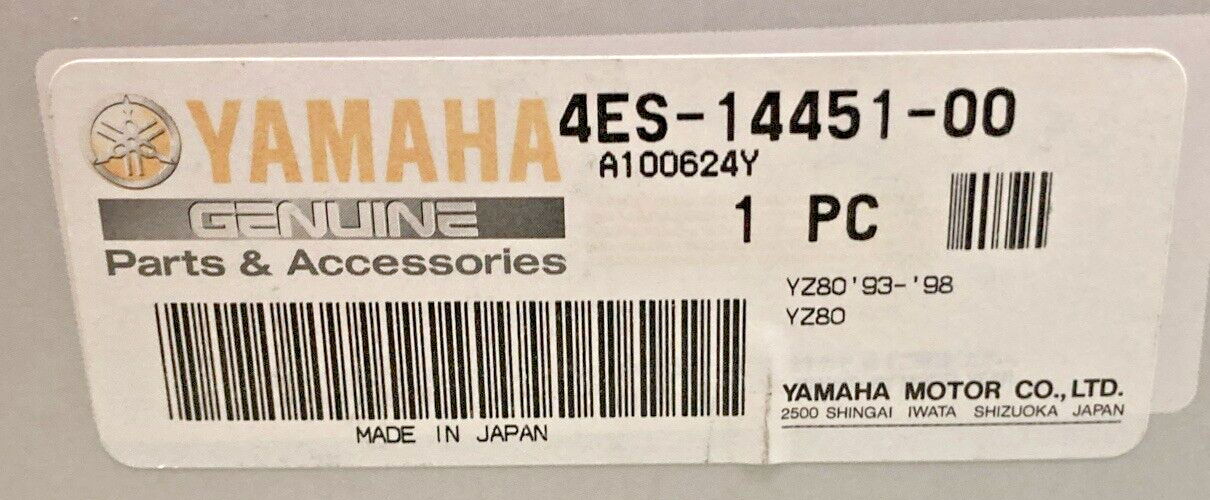 YAMAHA 4ES-14451-00
A100624Y
GENUINE
1 PC
Parts & Accessories
YZ80'93-'98
YZ80
YAMAHA MOTOR CO.,LTD.
2500 SHINGAI IWATA SHIZUOKA JAPAN
MADE IN JAPAN